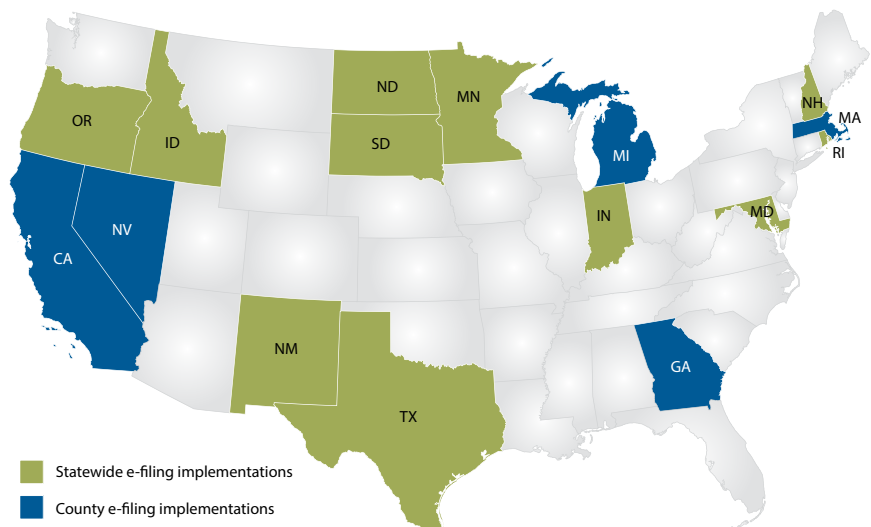 ND
MN
NH
MA
OR
ID
SD
MI
RI
IN
MD
NV
CA
NM
GA
TX
Statewide e-filing implementations
County e-filing implementations